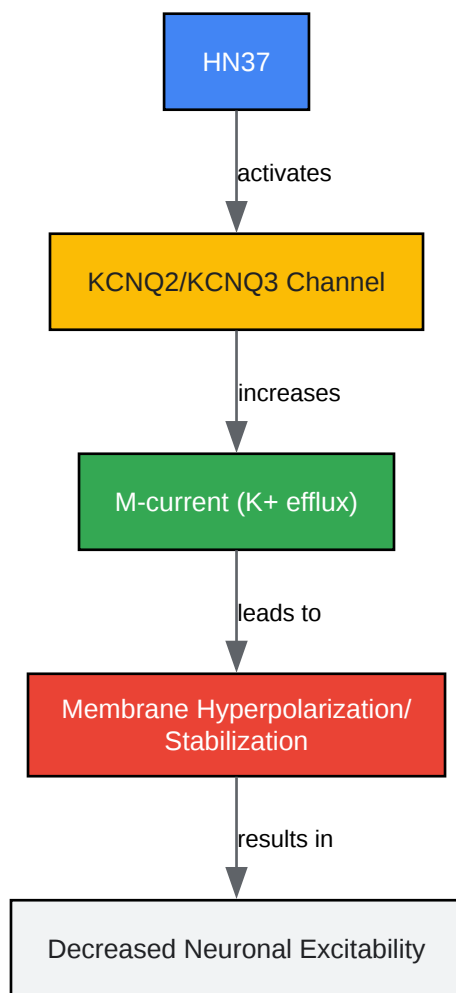 HN37
activates
KCNQ2/KCNQ3 Channel
increases
M-current (K+ efflux)
leads to
Membrane Hyperpolarization/
Stabilization
results in
Decreased Neuronal Excitability